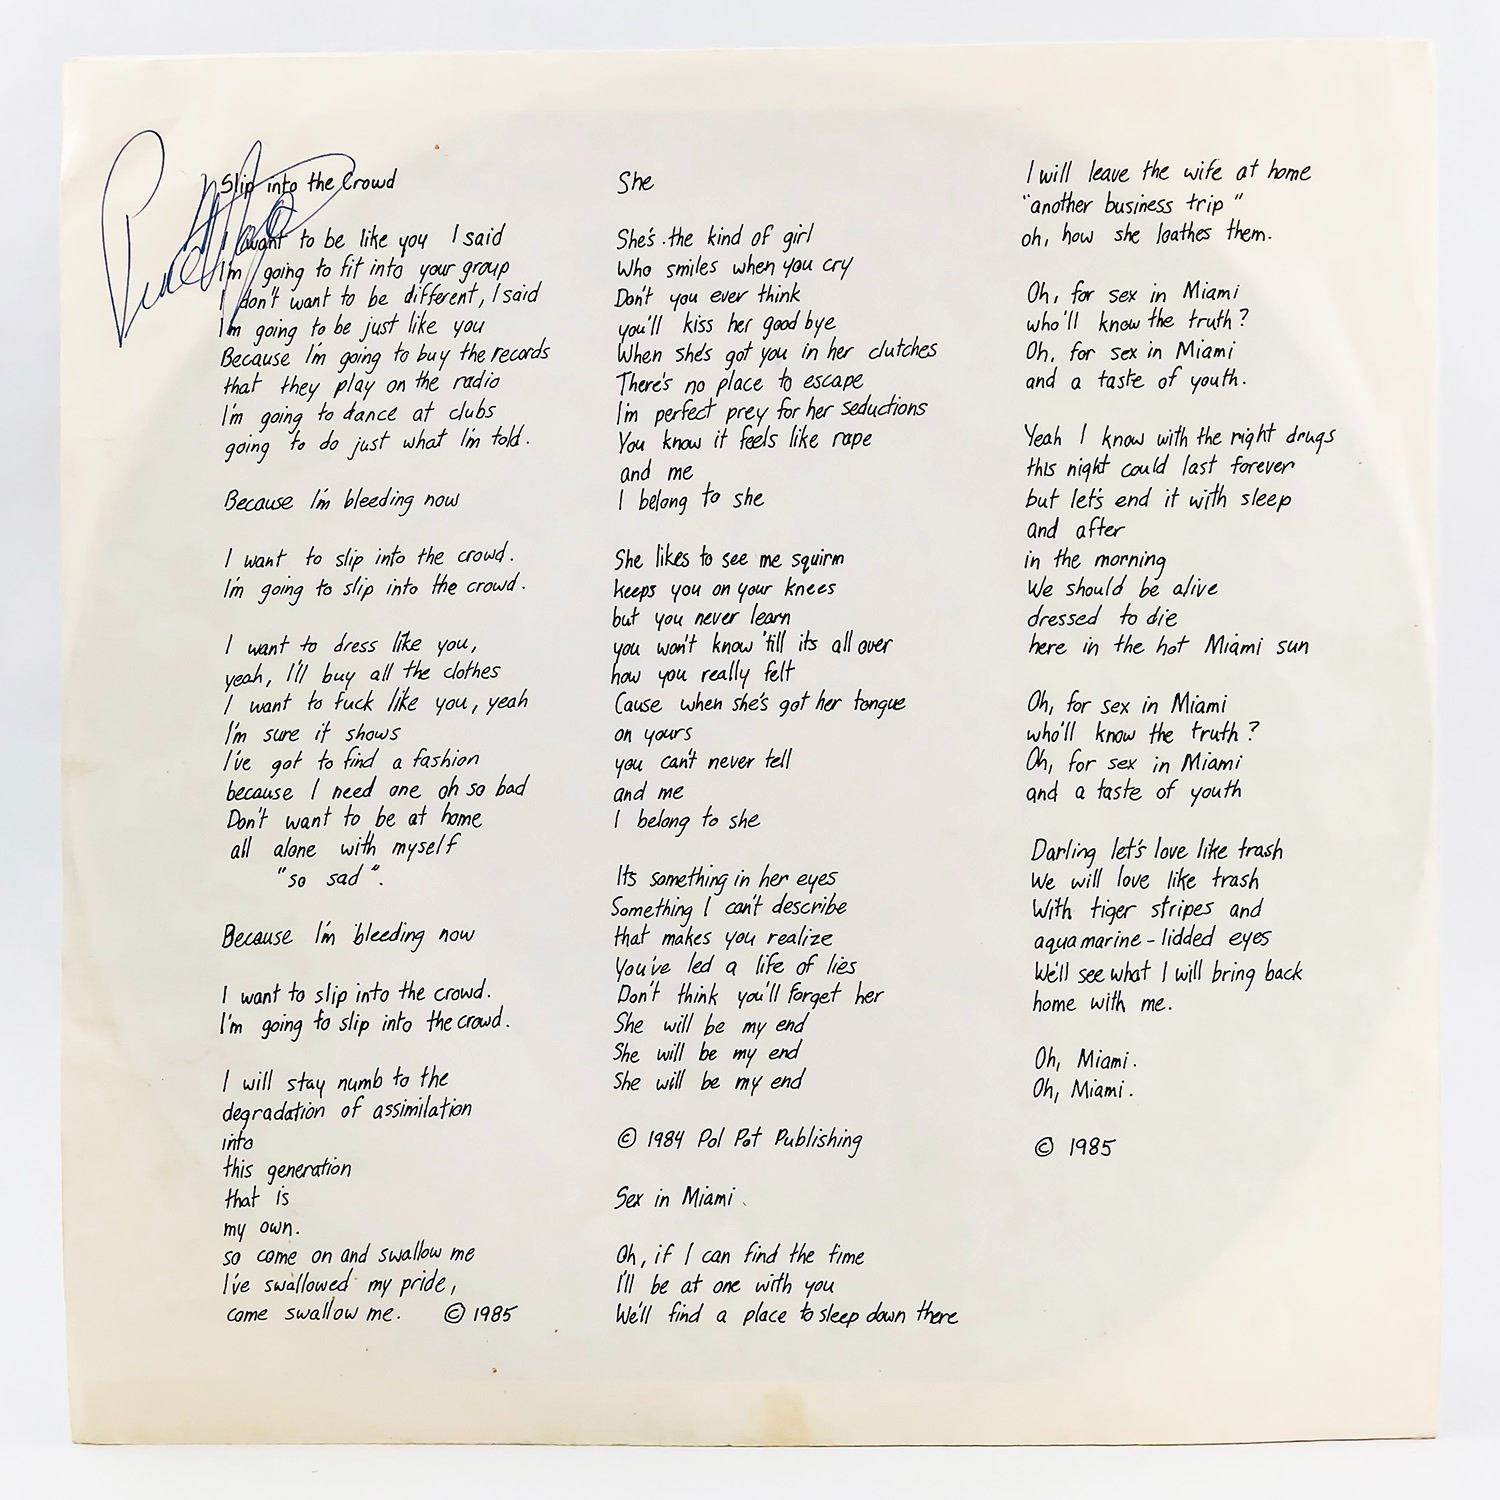 Slip into the Crowd
I want to be like you I said
I'm going to fit into your group
I don't want to be different, I said
I'm going to be just like you
Because I'm going to buy the records
that they play on the radio
I'm going to dance at clubs
going to do just what I'm told.
Because I'm bleeding now
I want to slip into the crowd.
I'm going to slip into the crowd.
I want to dress like you,
yeah, I'll buy all the clothes
I want to fuck like you, yeah
I'm sure it shows
I've got to find a fashion
because I need one oh so bad
Don't want to be at home
all alone with myself
"so sad".
Because I'm bleeding now
I want to slip into the crowd.
I'm going to slip into the crowd.
I will stay numb to the
degradation of assimilation
into
this generation
that is
my own.
so come on and swallow me
I've swallowed my pride,
come swallow me. © 1985
She
She's the kind of girl
Who smiles when you cry
Don't you ever think
you'll kiss her good bye
When she's got you in her clutches
There's no place to escape
I'm perfect prey for her seductions
You know it feels like rape
and me
I belong to she
She likes to see me squirm
keeps you on your knees
but you never learn
you won't know 'till its all over
how you really felt
Cause when she's got her tongue
on yours
you can't never tell
and me
I belong to she
Its something in her eyes
Something I can't describe
that makes you realize
You've led a life of lies
Don't think you'll forget her
She will be my end
She will be my end
She will be my end
© 1984 Pol Pot Publishing
Sex in Miami
Oh, if I can find the time
I'll be at one with you
We'll find a place to sleep down there
I will leave the wife at home
"another business trip"
oh, how she loathes them.
Oh, for sex in Miami
who'll know the truth?
Oh, for sex in Miami
and a taste of youth.
Yeah I know with the right drugs
this night could last forever
but let's end it with sleep
and after
in the morning
We should be alive
dressed to die
here in the hot Miami sun
Oh, for sex in Miami
who'll know the truth?
Oh, for sex in Miami
and a taste of youth
Darling let's love like trash
We will love like trash
With tiger stripes and
aquamarine-lidded eyes
We'll see what I will bring back
home with me.
Oh, Miami.
Oh, Miami.
© 1985